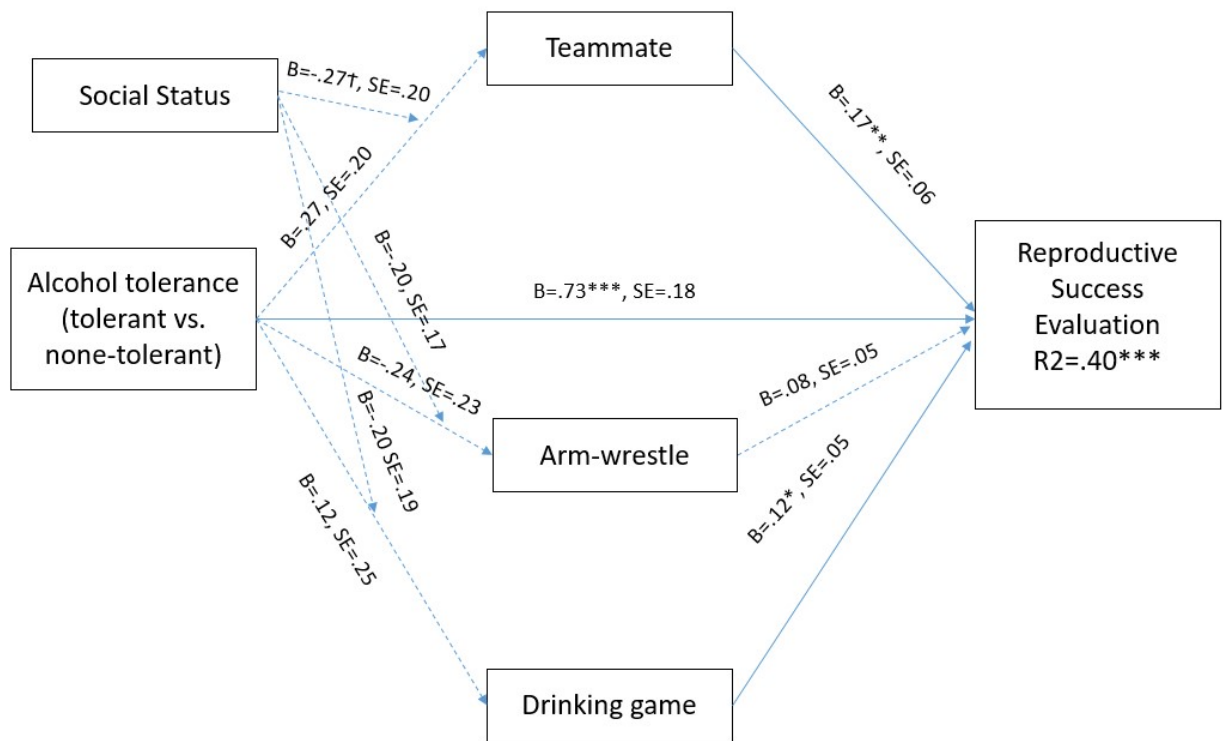 Teammate
Social Status
B=-.27†, SE=.20
B=.17**, SE=.06
B=.27, SE=.20
Alcohol tolerance
(tolerant vs.
none-tolerant)
B=-.20, SE=.17
B=.73***, SE=.18
Reproductive
Success
Evaluation
R2=.40***
B=-.24, SE=.23
B=.08, SE=.05
B=-.20 SE=.19
Arm-wrestle
B=.12*, SE=.05
B=.12, SE=.25
Drinking game